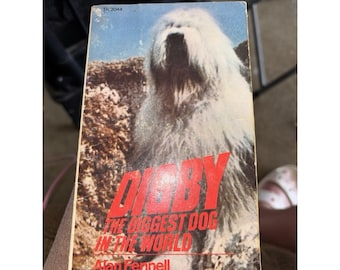 DIGBY
THE BIGGEST DOG
IN THE WORLD
Alan Fennell